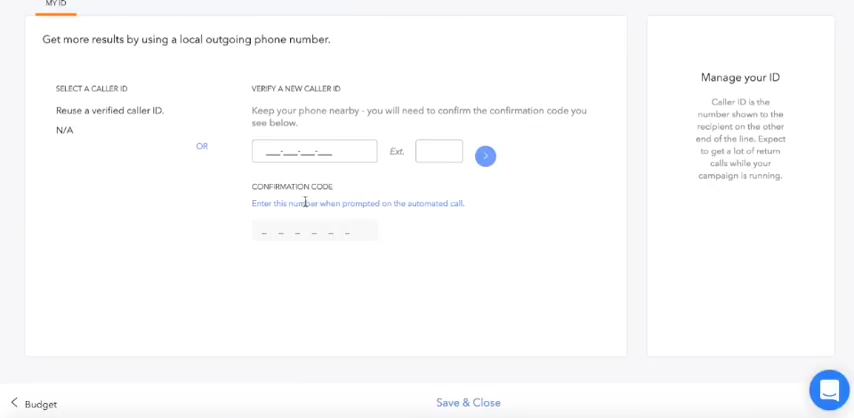 MY ID
Get more results by using a local outgoing phone number.
SELECT A CALLER ID
Reuse a verified caller ID.
N/A
OR
VERIFY A NEW CALLER ID
Keep your phone nearby - you will need to confirm the confirmation code you
see below.
___-___-___-___
Ext.
CONFIRMATION CODE
Enter this number when prompted on the automated call.
_ _ _ _ _ _
Manage your ID
Caller ID is the
number shown to the
recipient on the other
end of the line. Expect
to get a lot of return
calls while your
campaign is running.
Budget
Save & Close